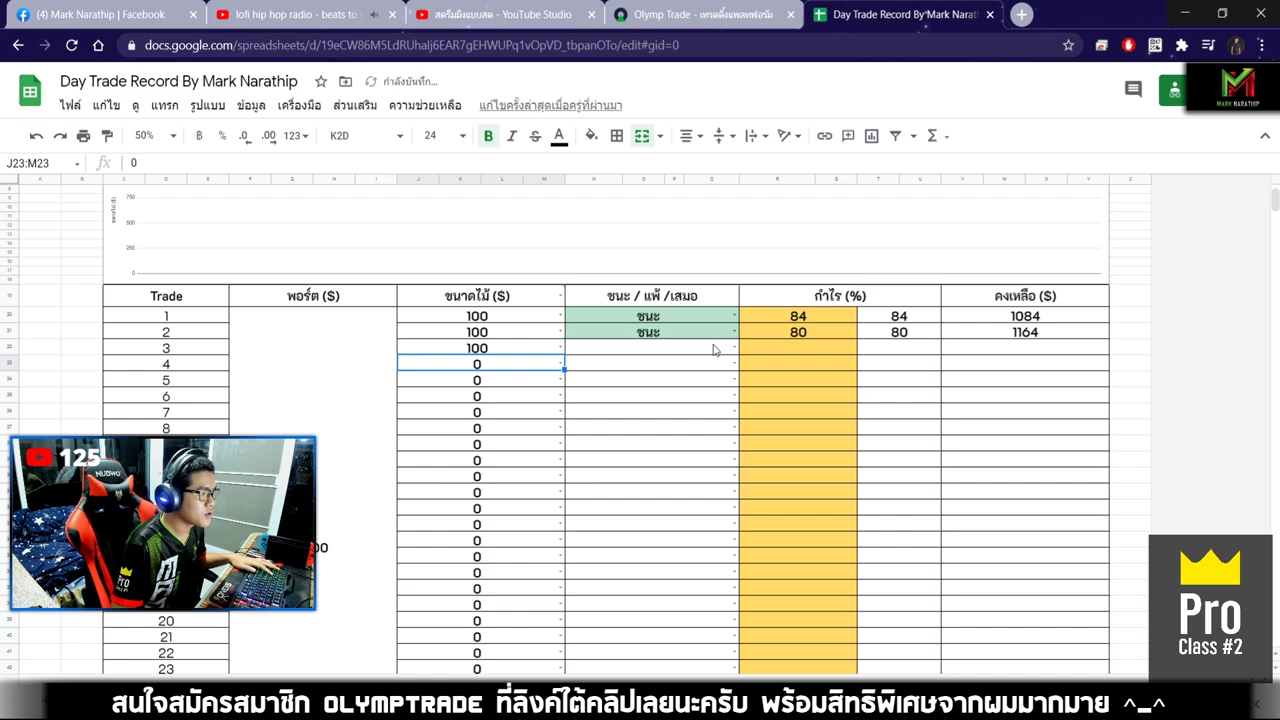 (4) Mark Narathip | Facebook
lofi hip hop radio - beats to r
สตรีมมิงแบบสด - YouTube Studio
Olymp Trade - เทรดดิ้งแพลทฟอร์ม
Day Trade Record By Mark Narat
docs.google.com/spreadsheets/d/19eCW86M5LdRUhaIj6EAR7gEHWUPq1vOpVD_tbpanOTo/edit#gid=0
Day Trade Record By Mark Narathip
กำลังบันทึก...
MARK NARATHIP
ไฟล์ แก้ไข ดู แทรก รูปแบบ ข้อมูล เครื่องมือ ส่วนเสริม ความช่วยเหลือ แก้ไขครั้งล่าสุดเมื่อครู่ที่ผ่านมา
50% ฿ % .0 .00 123 K2D 24 B I S A Σ
J23:M23 fx 0
750
500
250
0
Trade พอร์ต ($) ขนาดไม้ ($) ชนะ / แพ้ /เสมอ กำไร (%) คงเหลือ ($)
1 100 ชนะ 84 84 1084
2 100 ชนะ 80 80 1164
3 100
4 0
5 0
6 0
7 0
8 0
0
0
0
0
0
0
0
0
0
0
0
20 0
21 0
22 0
23 0
125
NUBWO
Pro
Pro
Class #2
สนใจสมัครสมาชิก OLYMPTRADE ที่ลิงค์ใต้คลิปเลยนะครับ พร้อมสิทธิพิเศษจากผมมากมาย ^_^